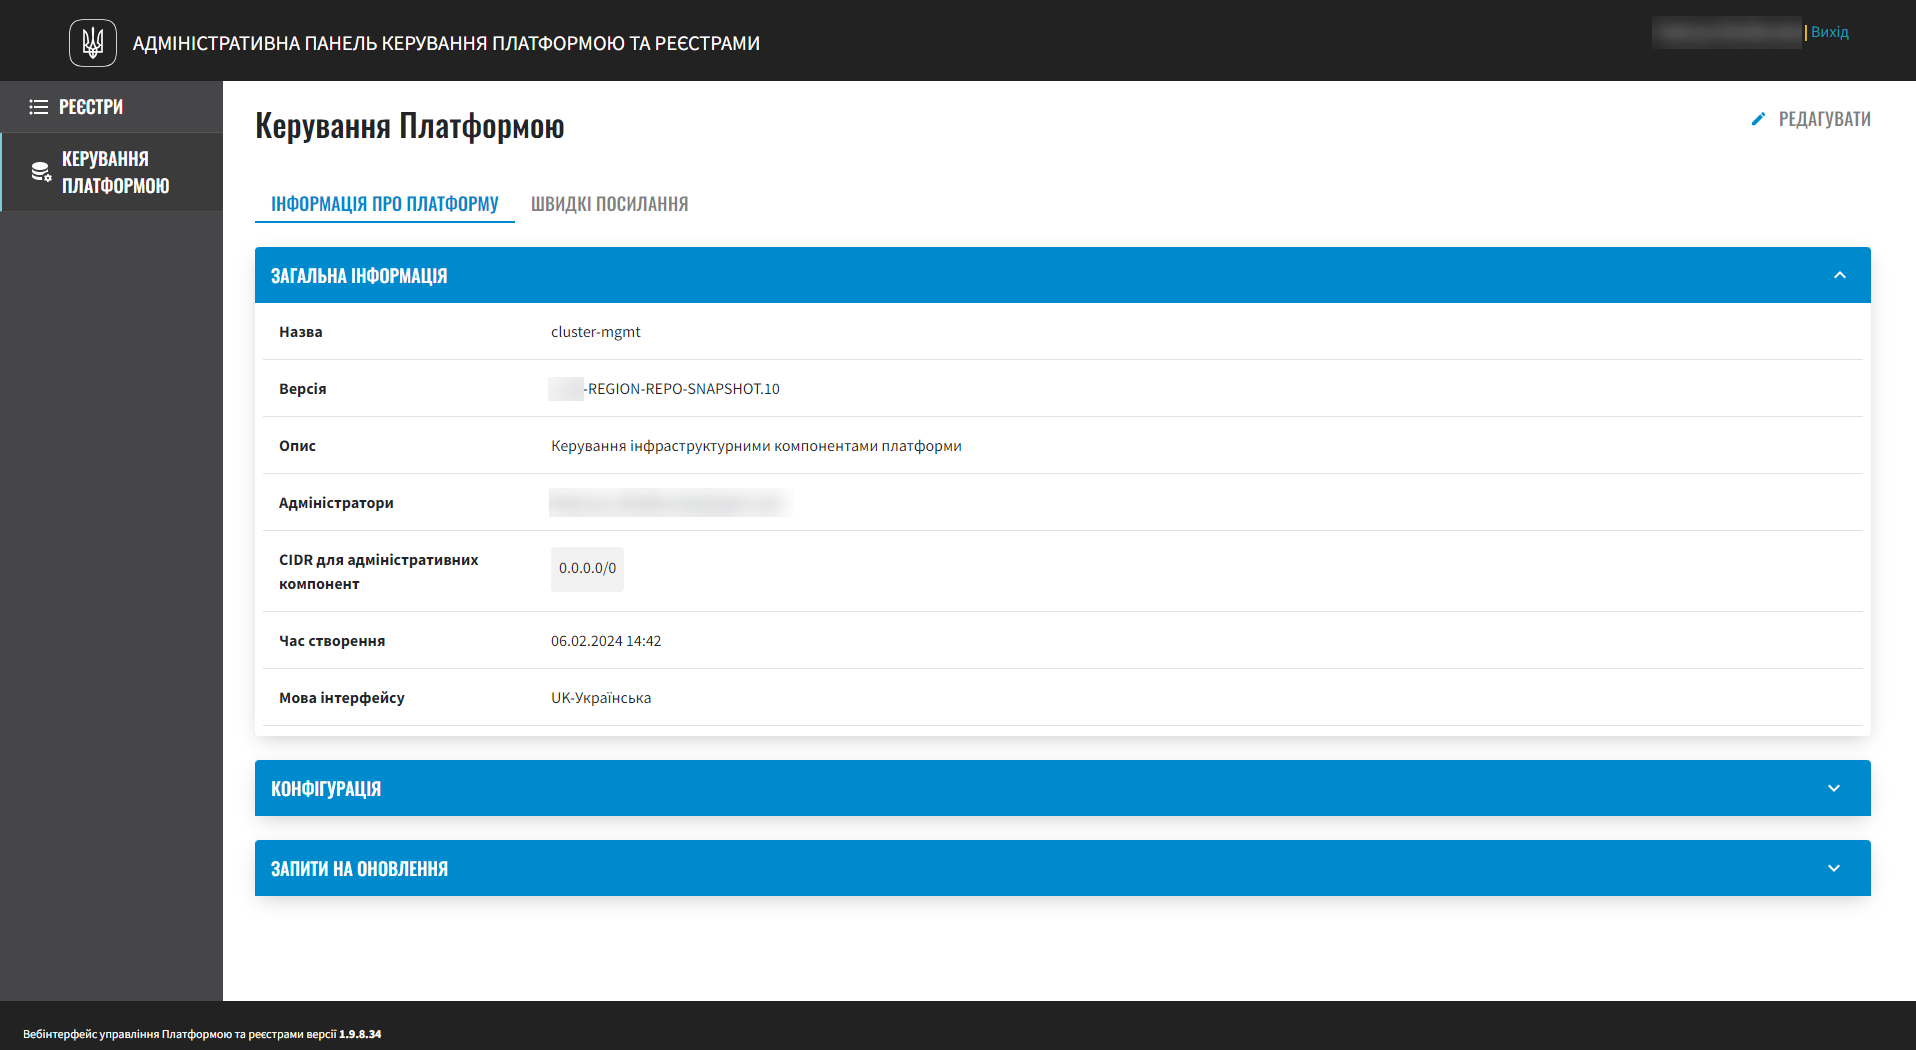 АДМІНІСТРАТИВНА ПАНЕЛЬ КЕРУВАННЯ ПЛАТФОРМОЮ ТА РЕЄСТРАМИ
| Вихід
РЕЄСТРИ
КЕРУВАННЯ
ПЛАТФОРМОЮ
Керування Платформою
РЕДАГУВАТИ
ІНФОРМАЦІЯ ПРО ПЛАТФОРМУ
ШВИДКІ ПОСИЛАННЯ
ЗАГАЛЬНА ІНФОРМАЦІЯ
Назва cluster-mgmt
Версія -REGION-REPO-SNAPSHOT.10
Опис Керування інфраструктурними компонентами платформи
Адміністратори
CIDR для адміністративних
компонент
0.0.0.0/0
Час створення 06.02.2024 14:42
Мова інтерфейсу UK-Українська
КОНФІГУРАЦІЯ
ЗАПИТИ НА ОНОВЛЕННЯ
Вебінтерфейс управління Платформою та реєстрами версії 1.9.8.34